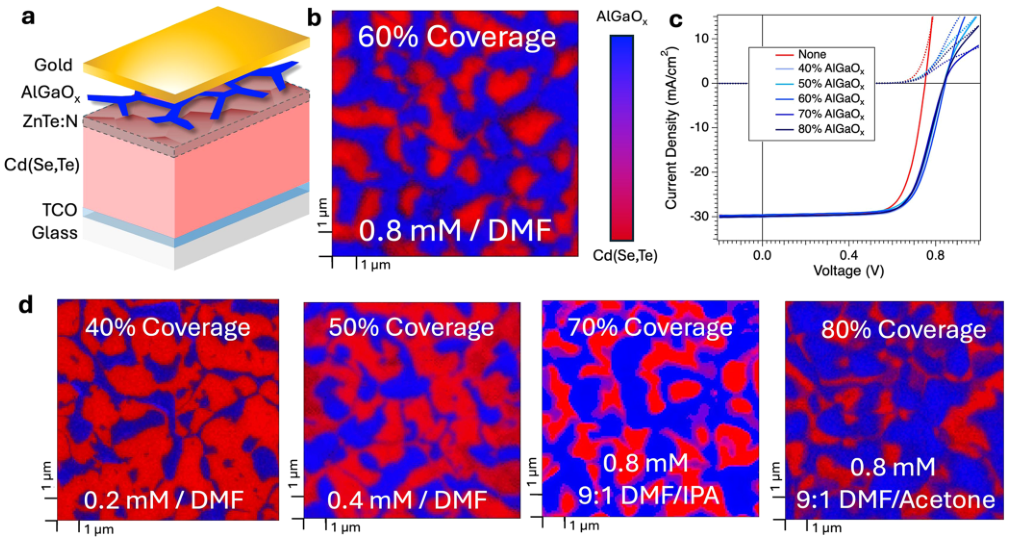 a
Gold
AlGaOₓ
ZnTe:N
Cd(Se,Te)
TCO
Glass
b
60% Coverage
0.8 mM / DMF
1 μm
1 μm
AlGaOₓ
Cd(Se,Te)
c
Current Density (mA/cm²)
10
0
-10
-20
-30
None
40% AlGaOₓ
50% AlGaOₓ
60% AlGaOₓ
70% AlGaOₓ
80% AlGaOₓ
0.0
0.4
0.8
Voltage (V)
d
40% Coverage
0.2 mM / DMF
1 μm
1 μm
50% Coverage
0.4 mM / DMF
1 μm
1 μm
70% Coverage
0.8 mM
9:1 DMF/IPA
1 μm
1 μm
80% Coverage
0.8 mM
9:1 DMF/Acetone
1 μm
1 μm